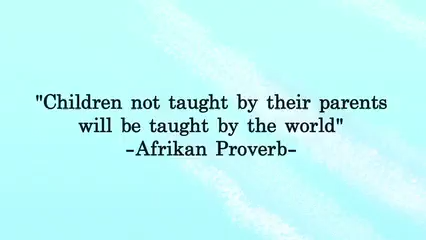 "Children not taught by their parents
will be taught by the world"
-Afrikan Proverb-